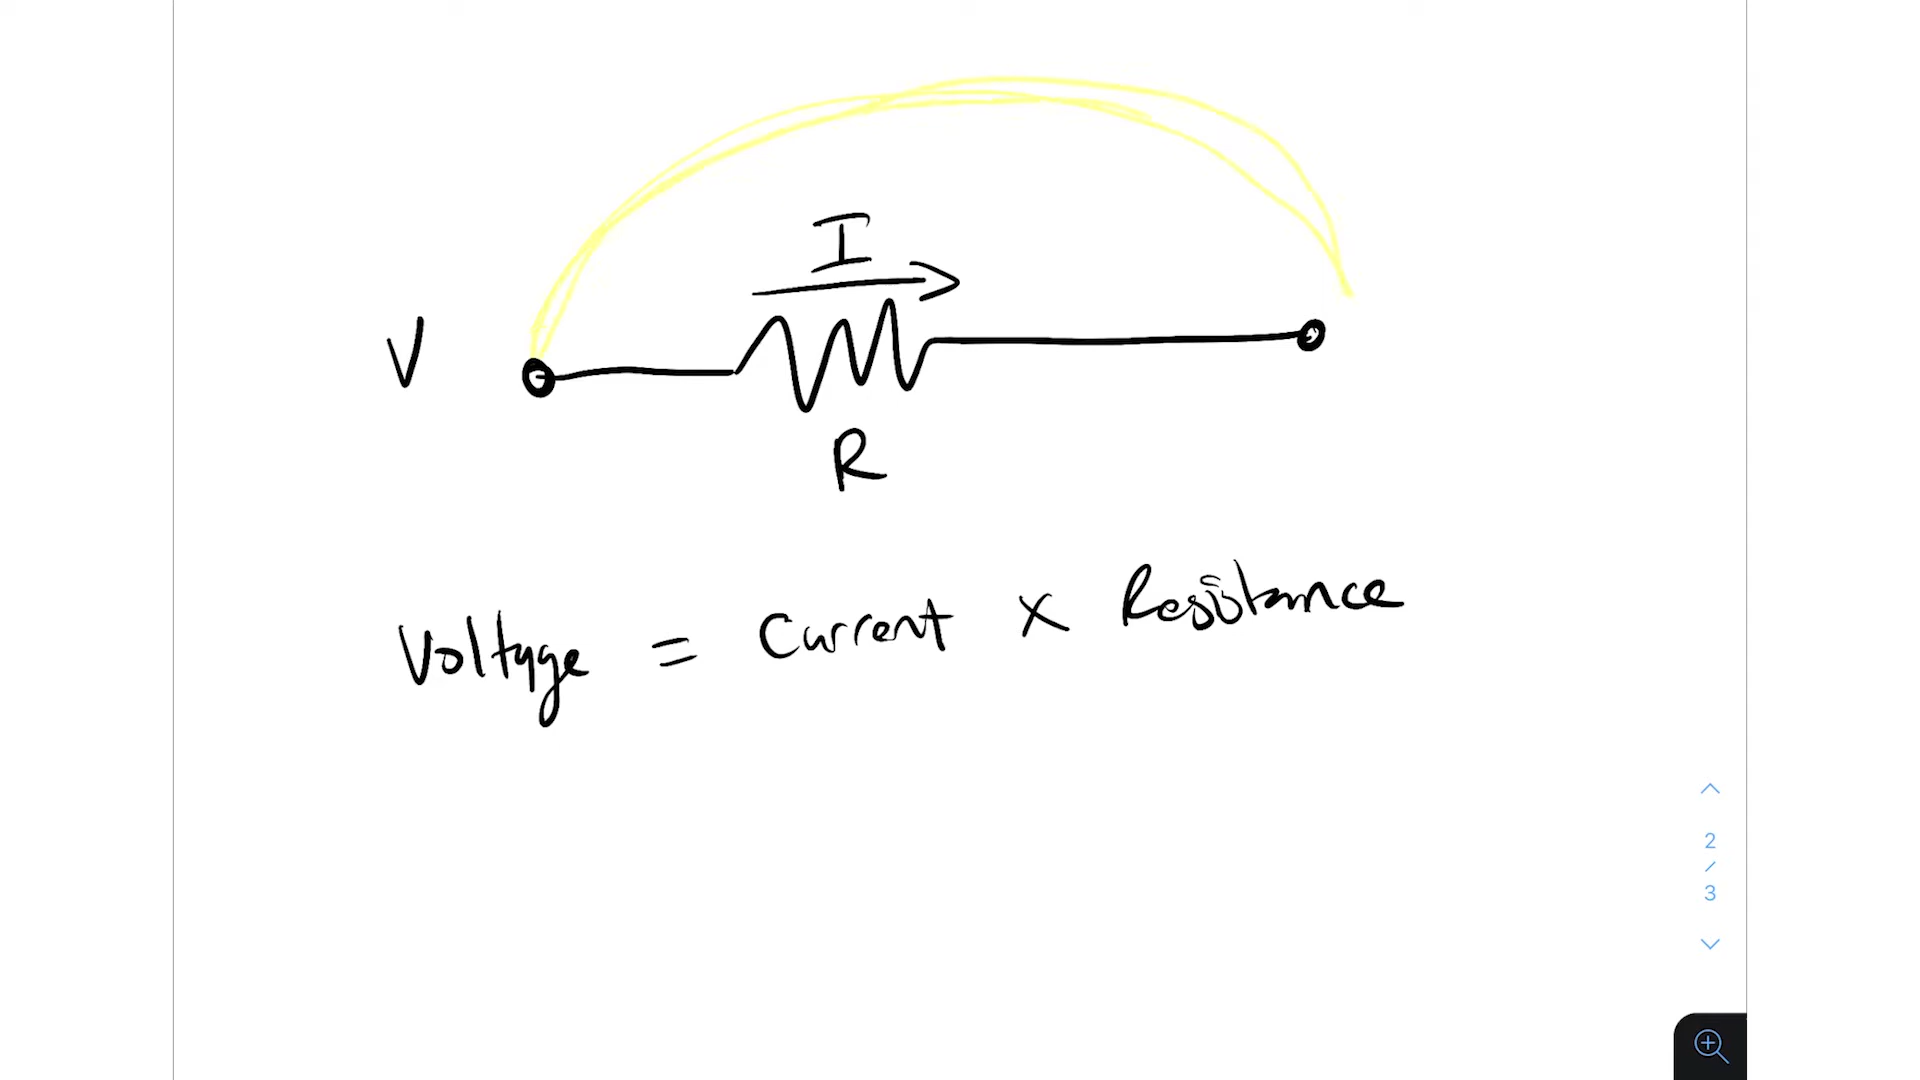 I
V
R
Voltage = Current x Resistance
2
/
3